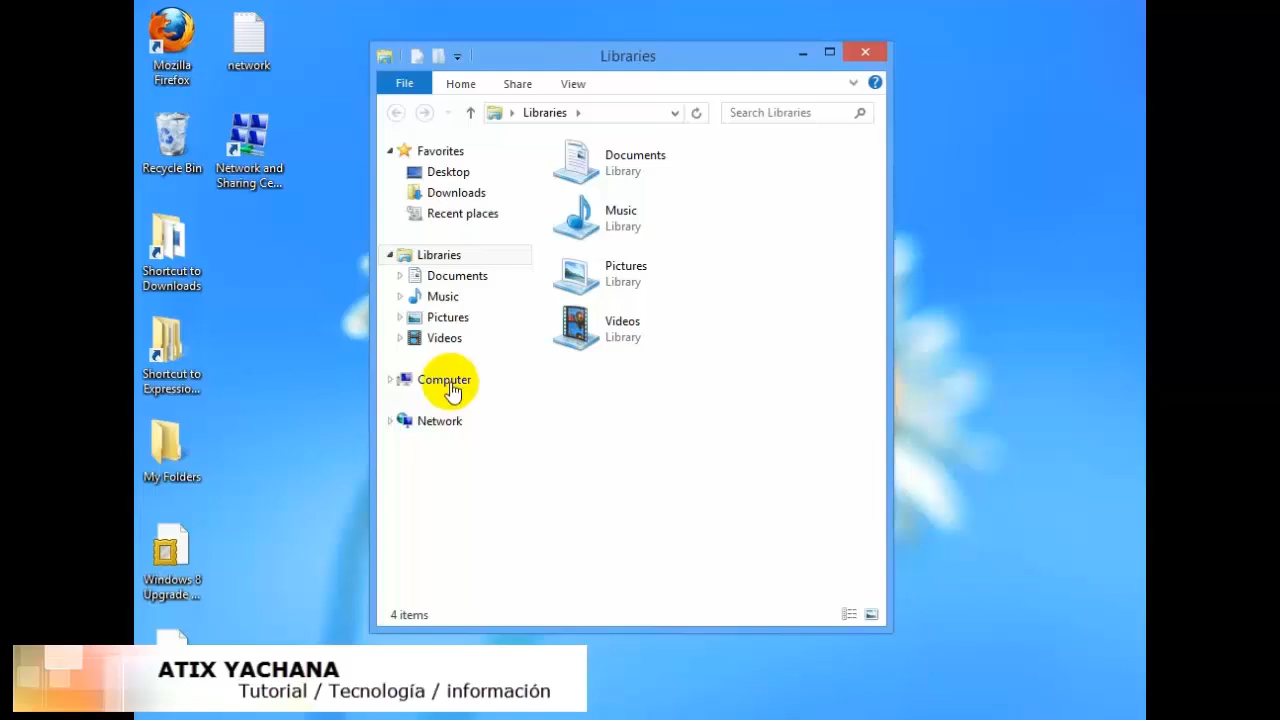 Mozilla
Firefox
network
Recycle Bin
Network and
Sharing Ce...
Shortcut to
Downloads
Shortcut to
Expressio...
My Folders
Windows 8
Upgrade ...
Libraries
File
Home
Share
View
Libraries
Search Libraries
Favorites
Desktop
Downloads
Recent places
Libraries
Documents
Music
Pictures
Videos
Computer
Network
Documents
Library
Music
Library
Pictures
Library
Videos
Library
4 items
ATIX YACHANA
Tutorial / Tecnología / información